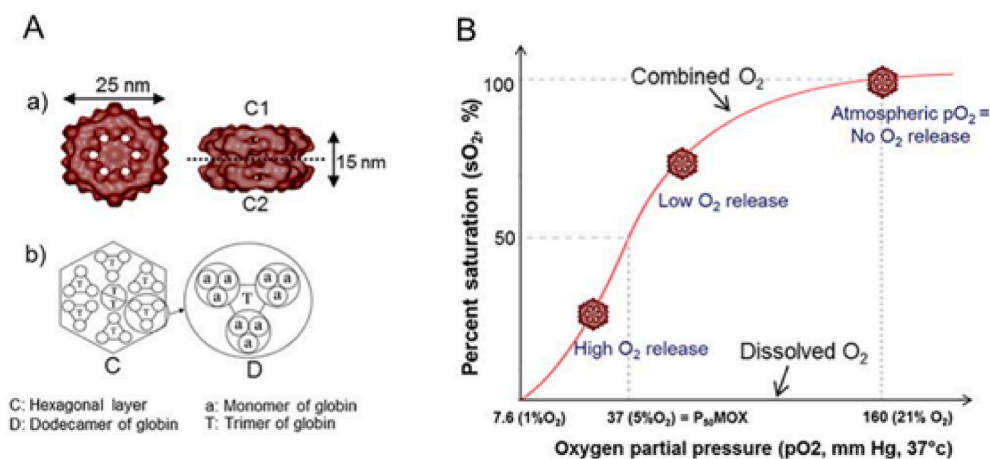 A
25 nm
a)
C1
15 nm
C2
b)
T
T
T
T
T
T
T
T
a a a
a T a
a
a a
a
C
D
C: Hexagonal layer
a: Monomer of globin
D: Dodecamer of globin
T: Trimer of globin
B
Percent saturation (sO₂, %)
100
50
Combined O₂
Atmospheric pO₂ =
No O₂ release
Low O₂ release
High O₂ release
Dissolved O₂
7.6 (1%O₂)
37 (5%O₂) = P₅₀MOX
160 (21% O₂)
Oxygen partial pressure (pO2, mm Hg, 37°c)